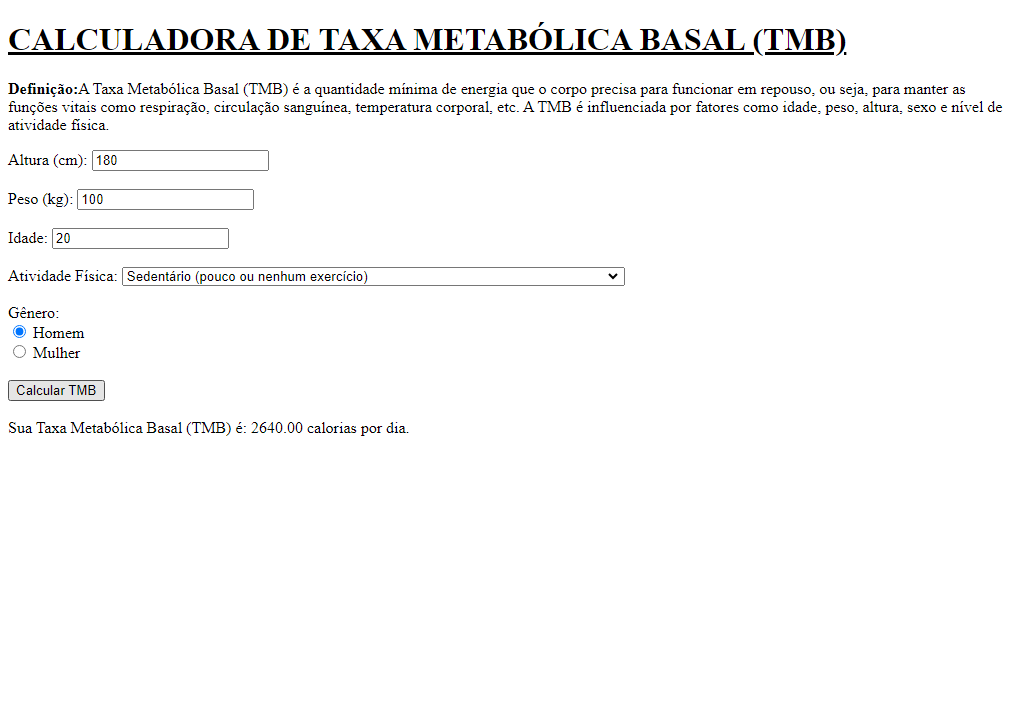 CALCULADORA DE TAXA METABÓLICA BASAL (TMB)
Definição:A Taxa Metabólica Basal (TMB) é a quantidade mínima de energia que o corpo precisa para funcionar em repouso, ou seja, para manter as
funções vitais como respiração, circulação sanguínea, temperatura corporal, etc. A TMB é influenciada por fatores como idade, peso, altura, sexo e nível de
atividade física.
Altura (cm): 180
Peso (kg): 100
Idade: 20
Atividade Física: Sedentário (pouco ou nenhum exercício)
Gênero:
Homem
Mulher
Calcular TMB
Sua Taxa Metabólica Basal (TMB) é: 2640.00 calorias por dia.